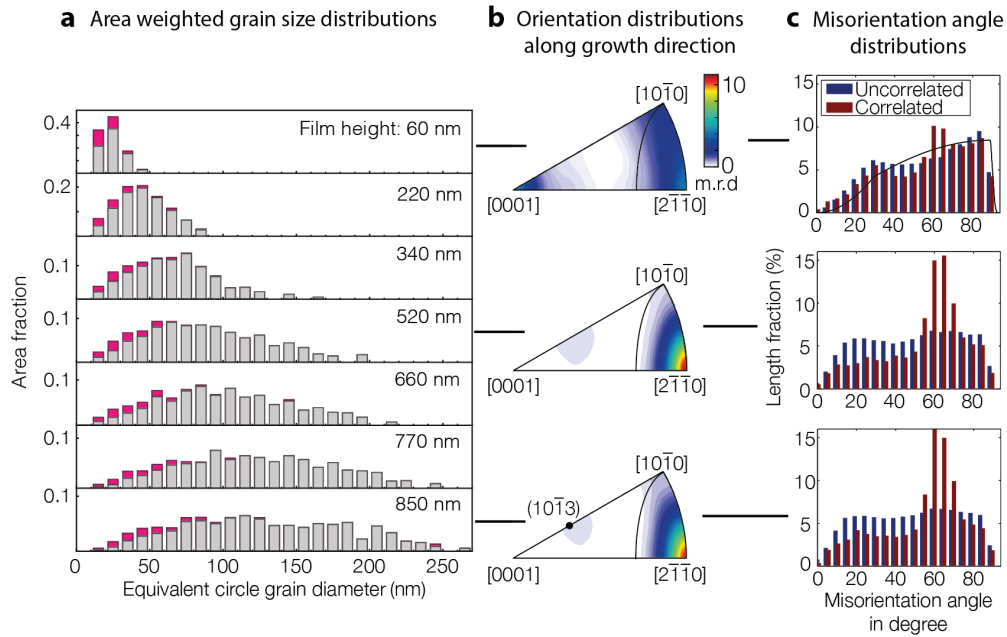 a Area weighted grain size distributions
b Orientation distributions
along growth direction
c Misorientation angle
distributions
Area fraction
0.4
Film height: 60 nm
0.2
220 nm
0.1
340 nm
0.1
520 nm
0.1
660 nm
0.1
770 nm
0.1
850 nm
0 50 100 150 200 250
Equivalent circle grain diameter (nm)
[101̅0]
10
0
m.r.d
[0001]
[21̅1̅0]
[101̅0]
[0001]
[21̅1̅0]
[101̅0]
(101̅3)
[0001]
[21̅1̅0]
Length fraction (%)
15
10
5
0
Uncorrelated
Correlated
0 20 40 60 80
15
10
5
0
0 20 40 60 80
15
10
5
0
0 20 40 60 80
Misorientation angle
in degree